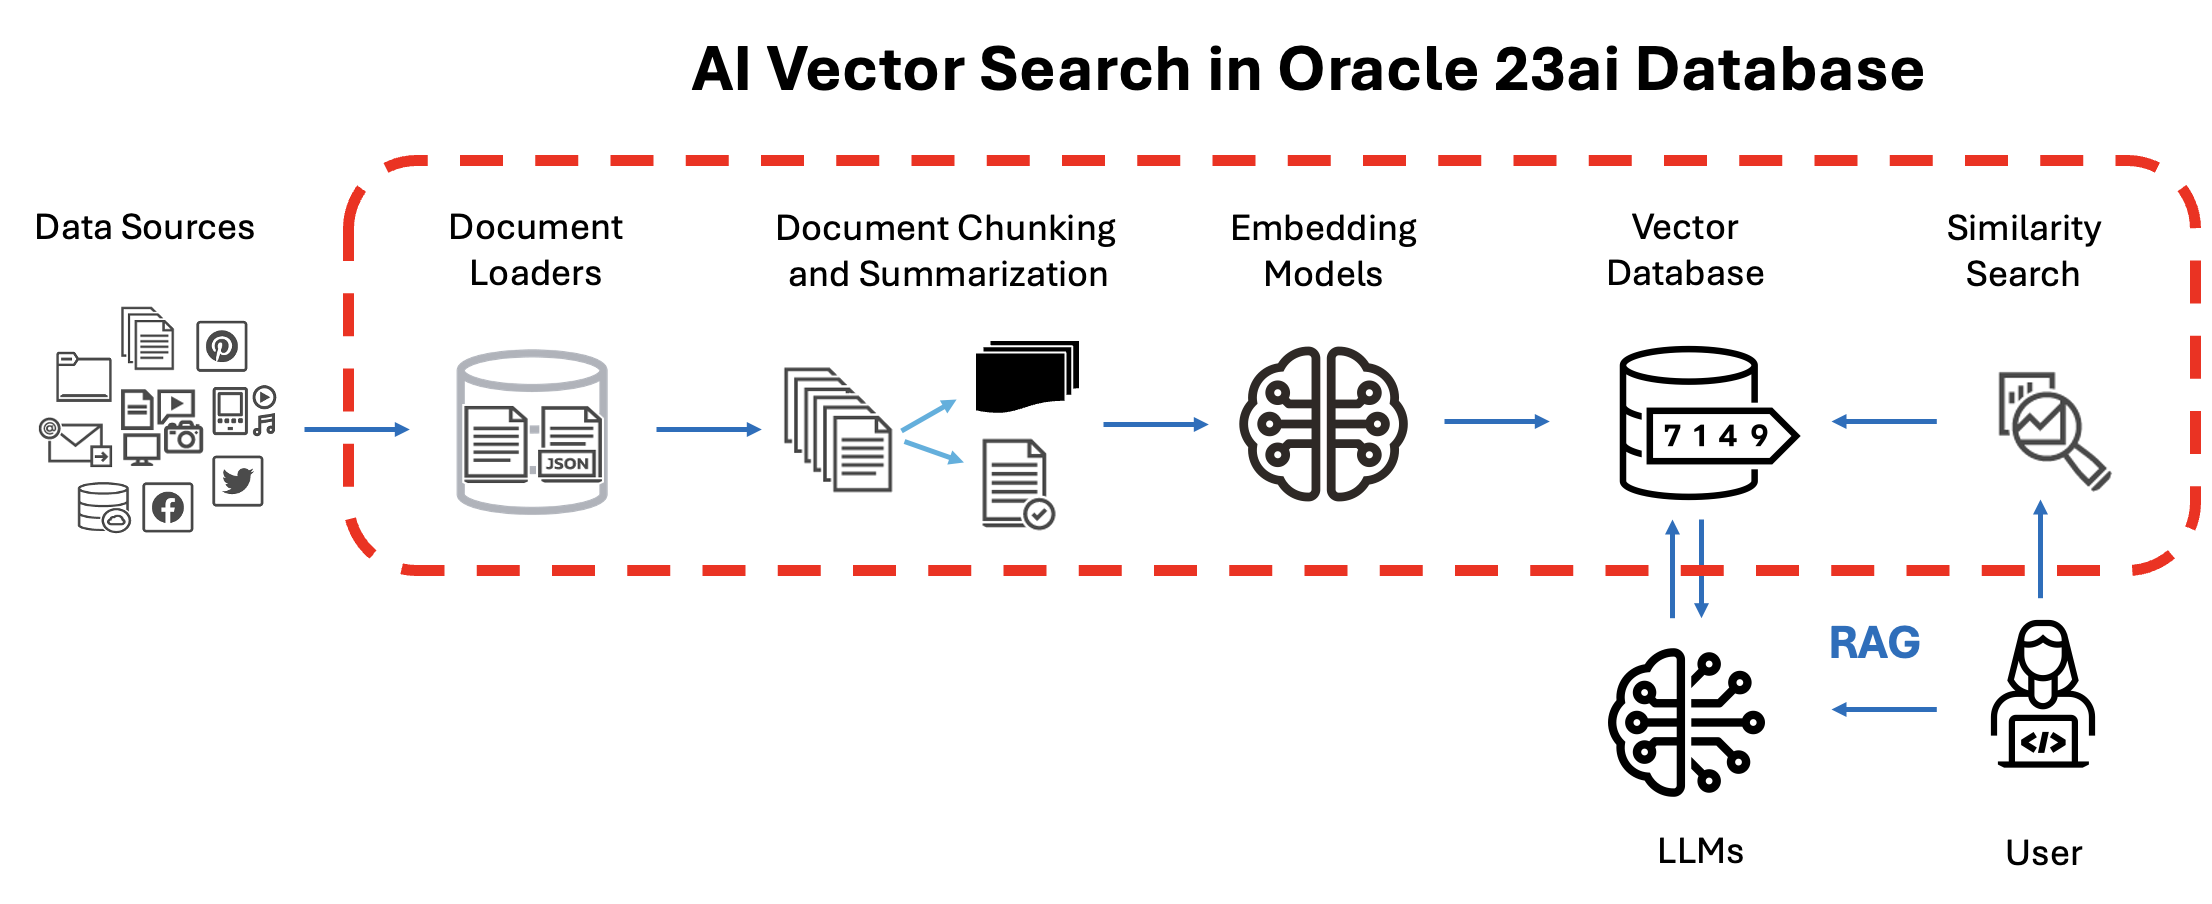 AI Vector Search in Oracle 23ai Database
Data Sources
Document
Loaders
Document Chunking
and Summarization
Embedding
Models
Vector
Database
Similarity
Search
@
JSON
7 1 4 9
RAG
</>
LLMs
User